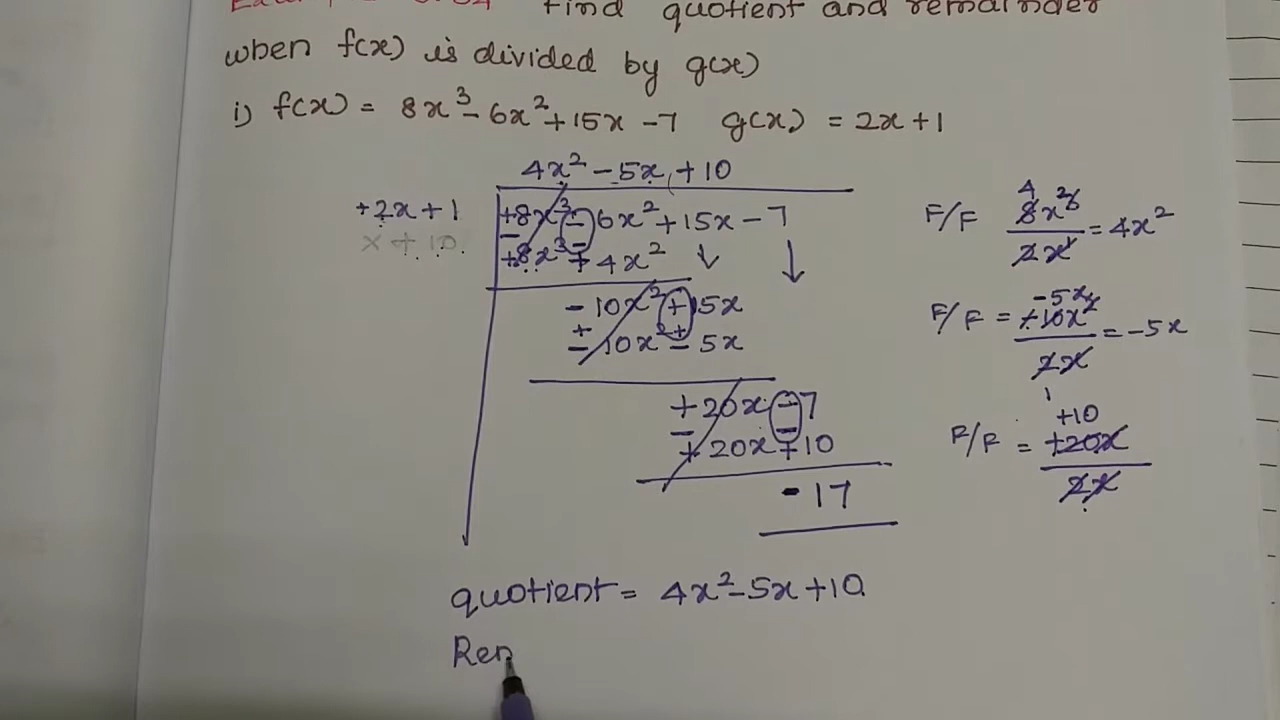 Find quotient and remainder
when f(x) is divided by g(x)
i) f(x) = 8x³ - 6x² + 15x - 7 g(x) = 2x + 1
4x² - 5x + 10
+2x + 1 +8x³ - 6x² + 15x - 7
x + 10
+8x³ + 4x²
- -
- 10x² + 15x
- 10x² - 5x
+ +
+ 20x - 7
+ 20x + 10
- -
- 17
F/F 8x³/2x = 4x²
F/F = -10x²/2x = -5x
F/F = +20x/2x
+10
quotient = 4x² - 5x + 10
Rem